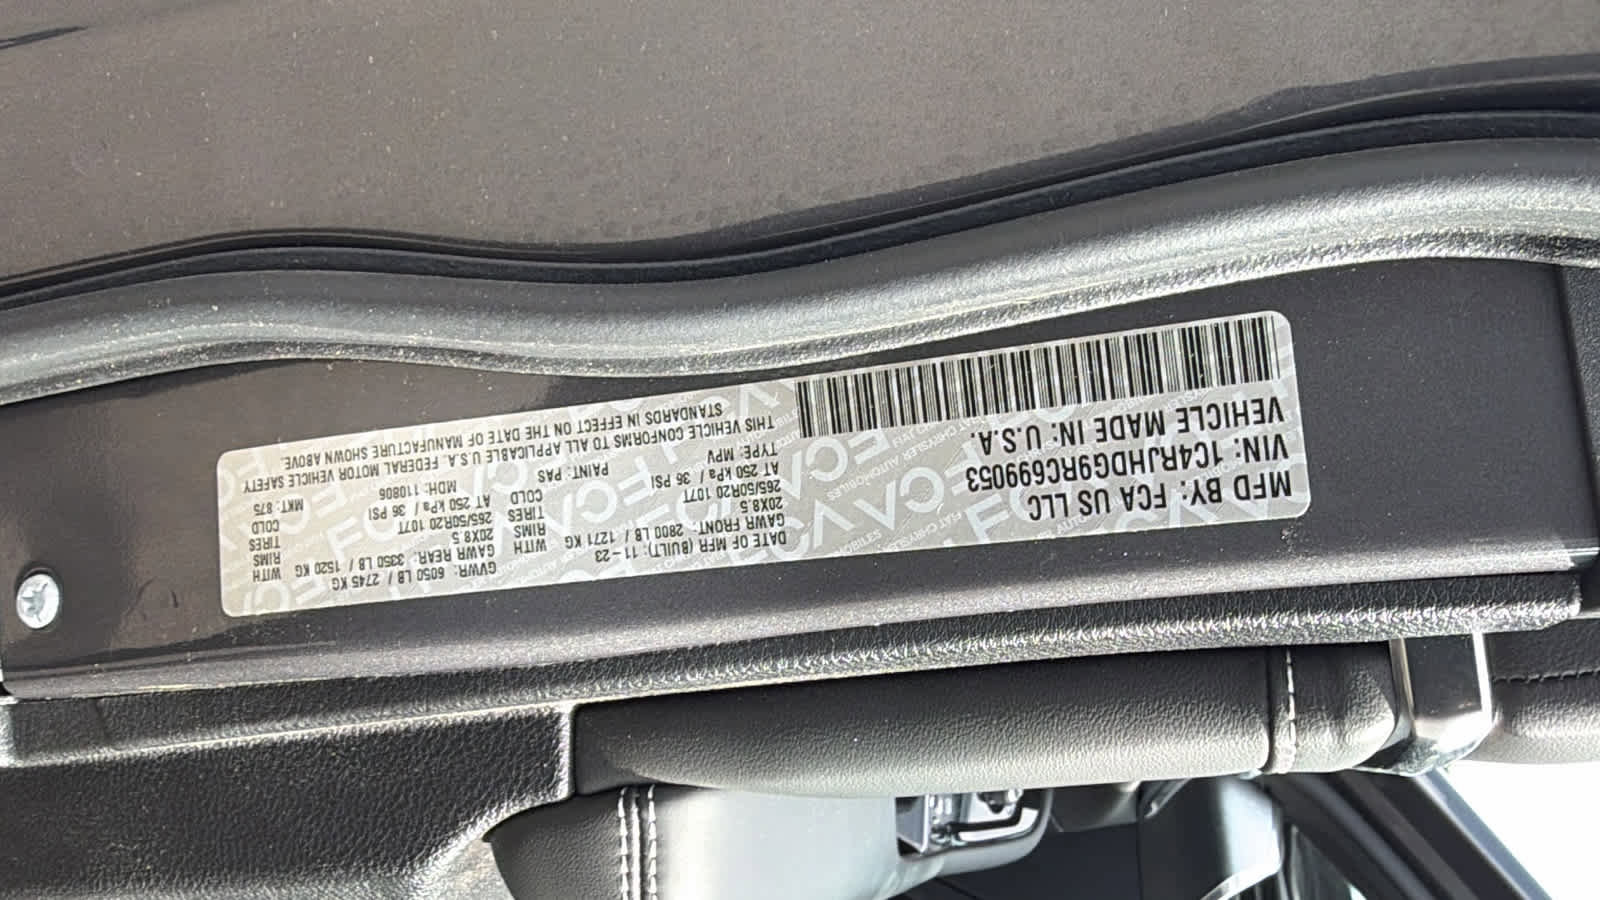 MFD BY: FCA US LLC
VIN: 1C4RJHDG9RC699053
VEHICLE MADE IN: U.S.A.
DATE OF MFR (BUILT): 11-23
GVWR: 6050 LB / 2745 KG
GAWR FRONT: 2800 LB / 1271 KG
WITH
GAWR REAR: 3350 LB / 1520 KG
WITH
20X8.5
RIMS
20X8.5
RIMS
265/50R20 107T
TIRES
265/50R20 107T
TIRES
AT 250 kPa / 36 PSI
COLD
AT 250 kPa / 36 PSI
COLD
TYPE: MPV
PAINT: PAS
MDH: 110806
MKT: 875
THIS VEHICLE CONFORMS TO ALL APPLICABLE U.S.A. FEDERAL MOTOR VEHICLE SAFETY
STANDARDS IN EFFECT ON THE DATE OF MANUFACTURE SHOWN ABOVE.
FCA
FIAT CHRYSLER AUTOMOBILES